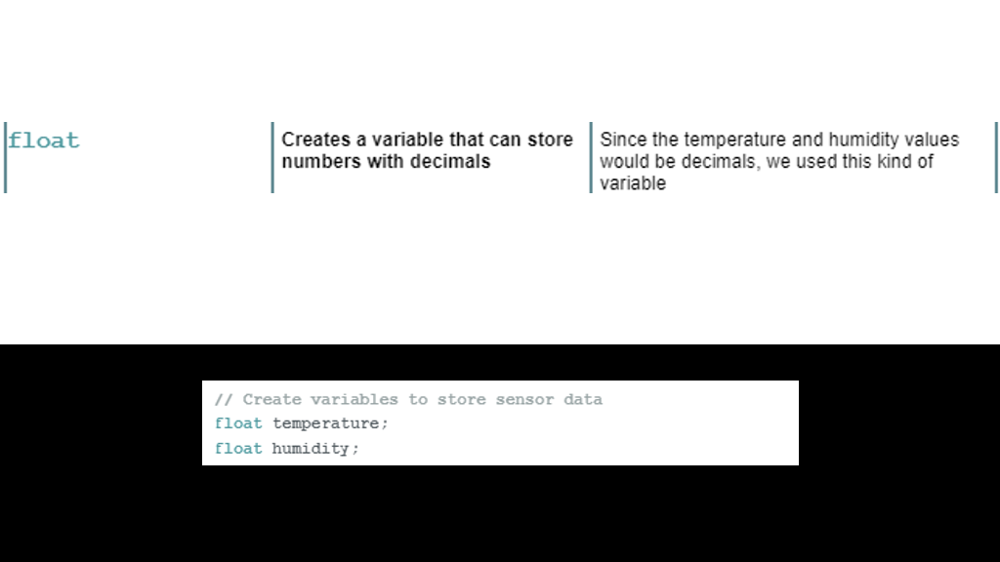 float
Creates a variable that can store
numbers with decimals
Since the temperature and humidity values
would be decimals, we used this kind of
variable
// Create variables to store sensor data
float temperature;
float humidity;